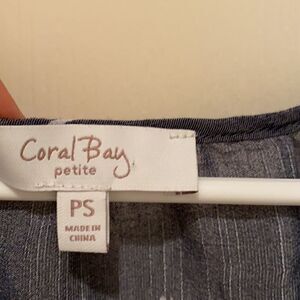 Coral Bay
petite
PS
MADE IN
CHINA